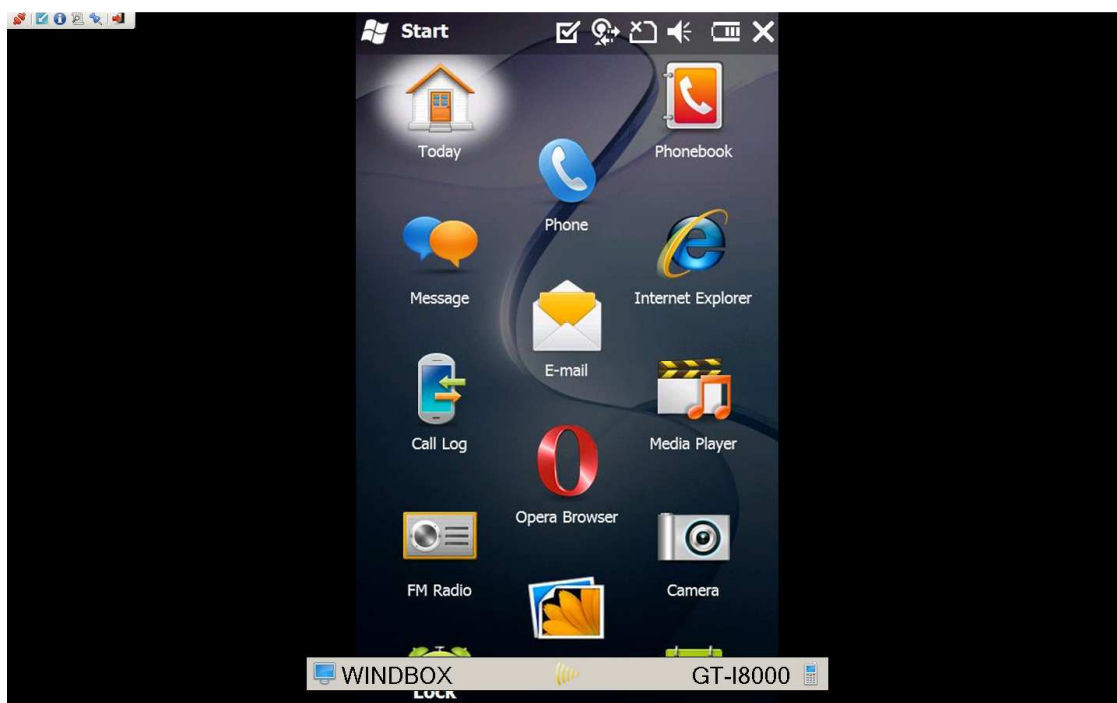 Start
Today
Phonebook
Phone
Message
Internet Explorer
E-mail
Call Log
Media Player
Opera Browser
FM Radio
Camera
WINDBOX
GT-I8000
Lock